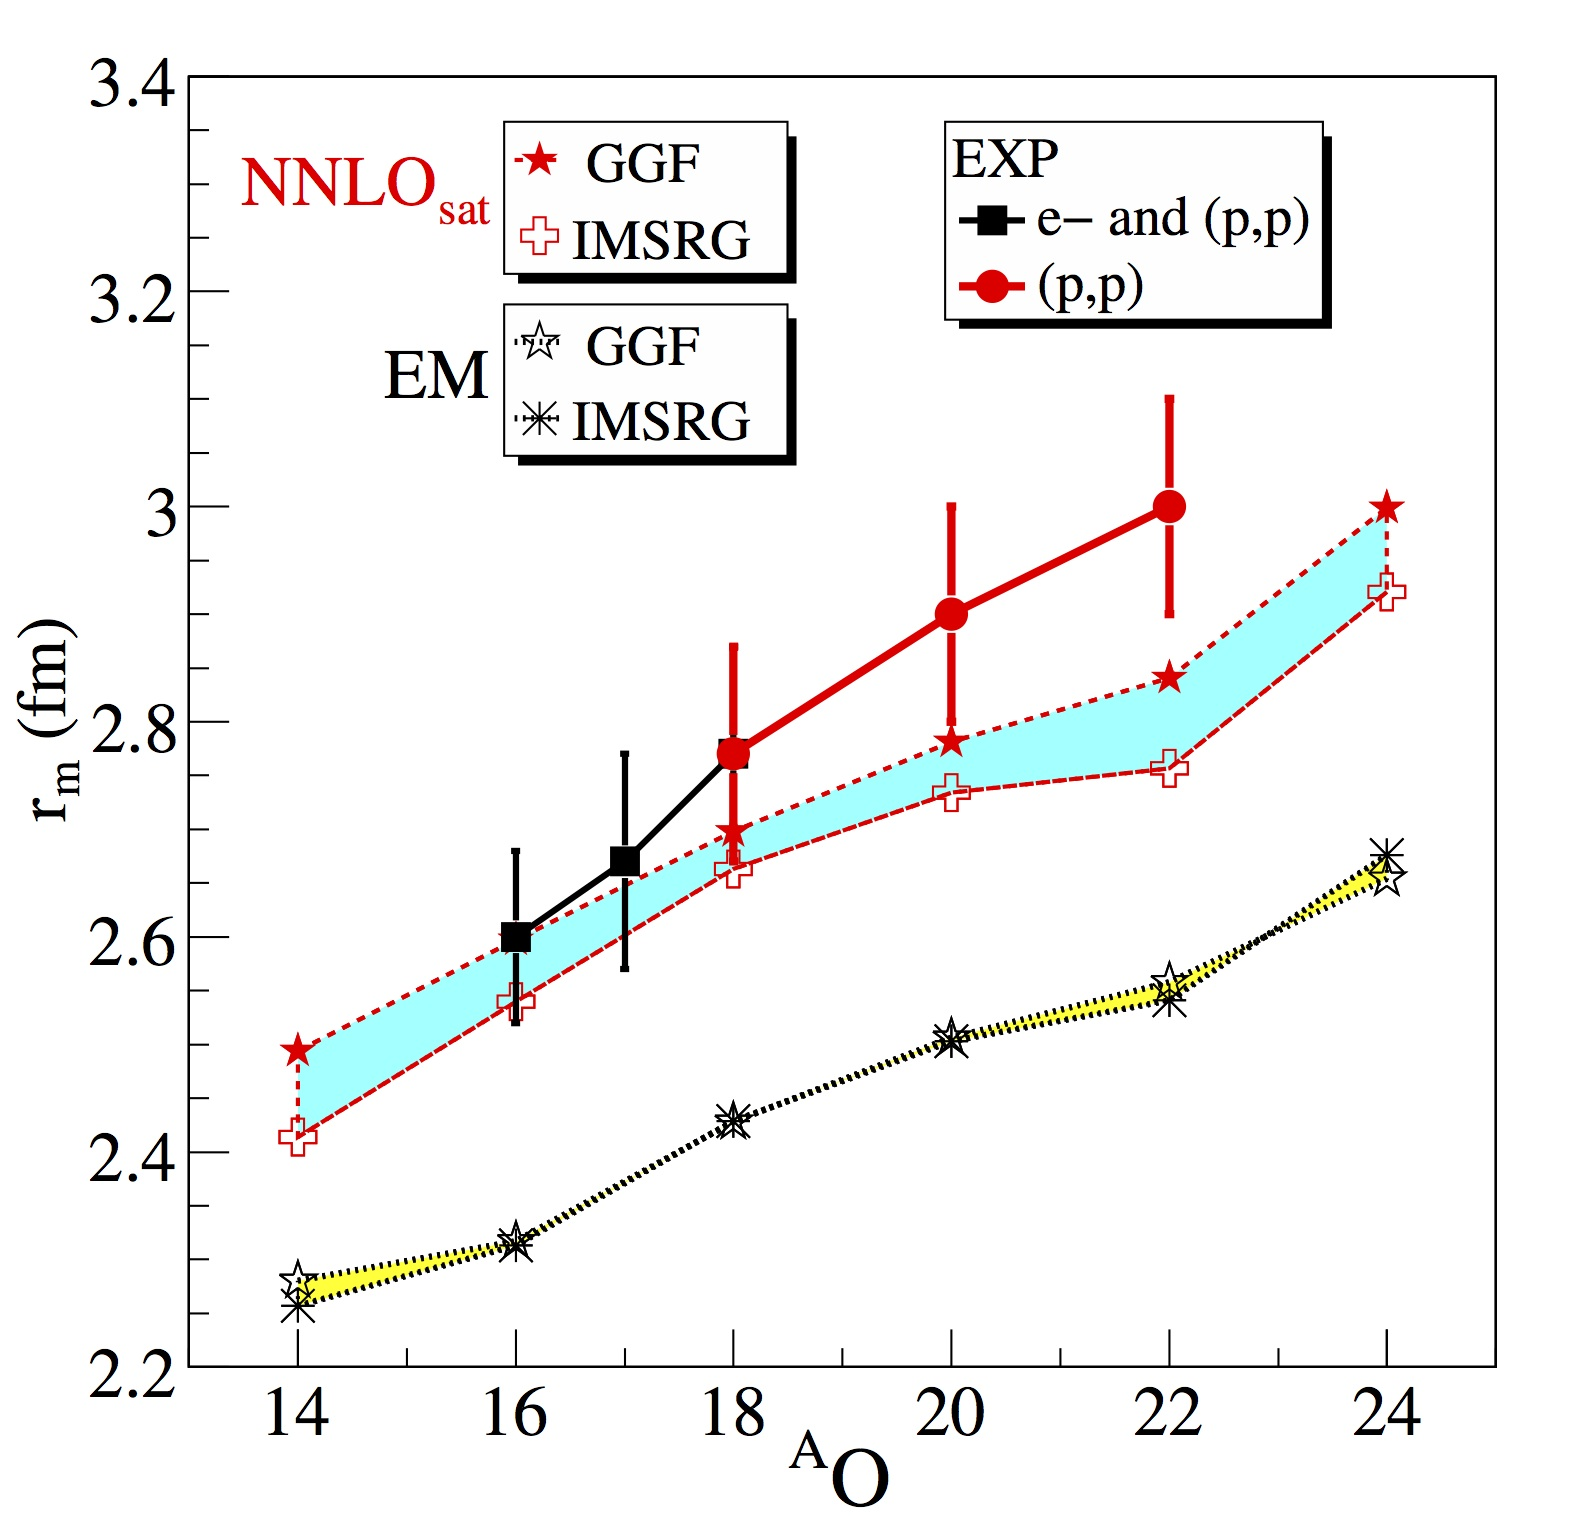 3.4
3.2
3
2.8
2.6
2.4
2.2
r_m (fm)
NNLO_sat
GGF
IMSRG
EM
GGF
IMSRG
EXP
e− and (p,p)
(p,p)
14 16 18 20 22 24
^A O